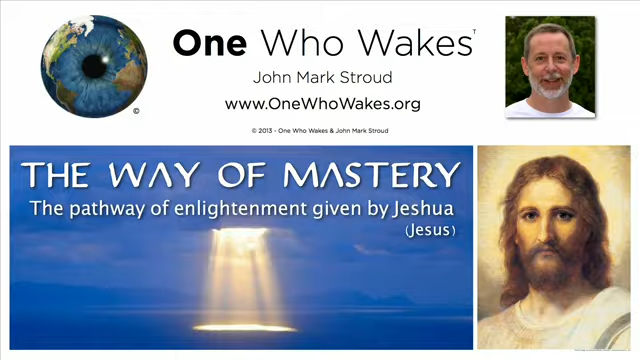 One Who Wakes
John Mark Stroud
www.OneWhoWakes.org
© 2013 - One Who Wakes & John Mark Stroud
©
THE WAY OF MASTERY
The pathway of enlightenment given by Jeshua
(Jesus)